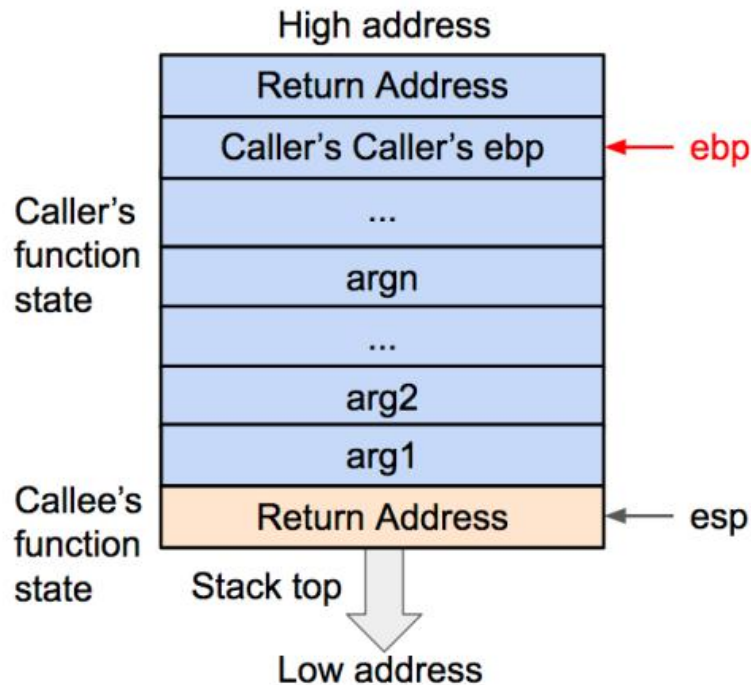 High address
Return Address
Caller's Caller's ebp
ebp
...
Caller's
function
state
argn
...
arg2
arg1
Callee's
function
state
Return Address
esp
Stack top
Low address